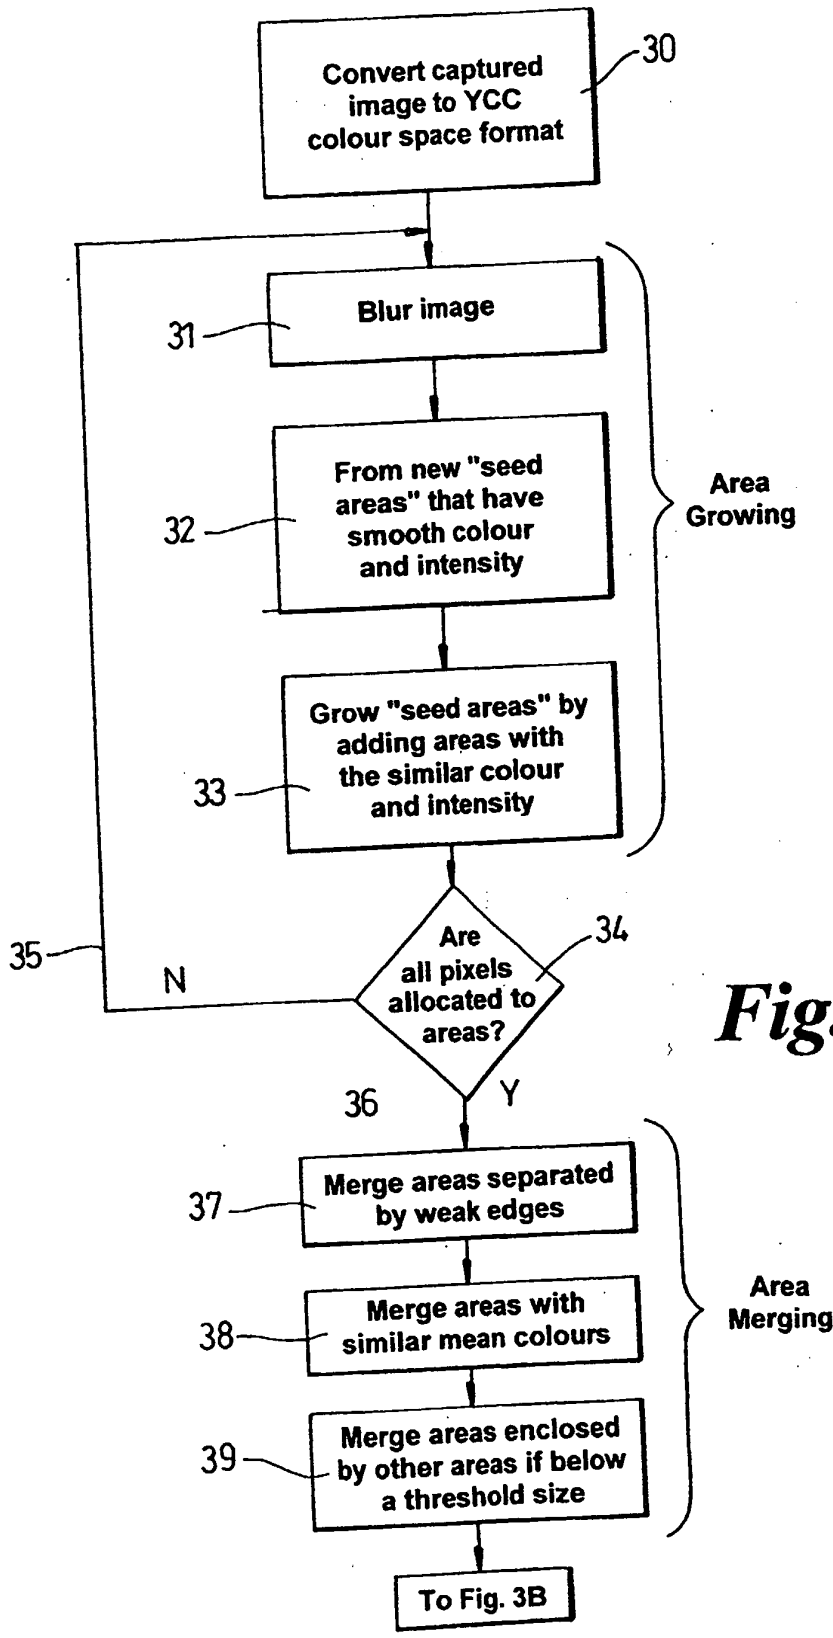 Convert captured
image to YCC
colour space format
30
Blur image
31
From new "seed
areas" that have
smooth colour
and intensity
32
Area
Growing
Grow "seed areas" by
adding areas with
the similar colour
and intensity
33
Are
all pixels
allocated to
areas?
34
35
N
Fig.
36
Y
Merge areas separated
by weak edges
37
Merge areas with
similar mean colours
38
Area
Merging
Merge areas enclosed
by other areas if below
a threshold size
39
To Fig. 3B